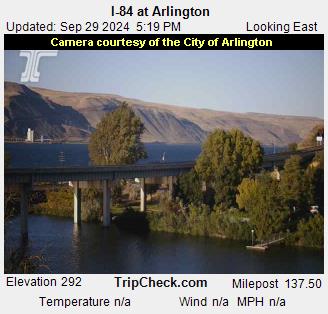 I-84 at Arlington
Updated: Sep 29 2024 5:19 PM Looking East
Camera courtesy of the City of Arlington
Elevation 292 TripCheck.com Milepost 137.50
Temperature n/a Wind n/a MPH n/a